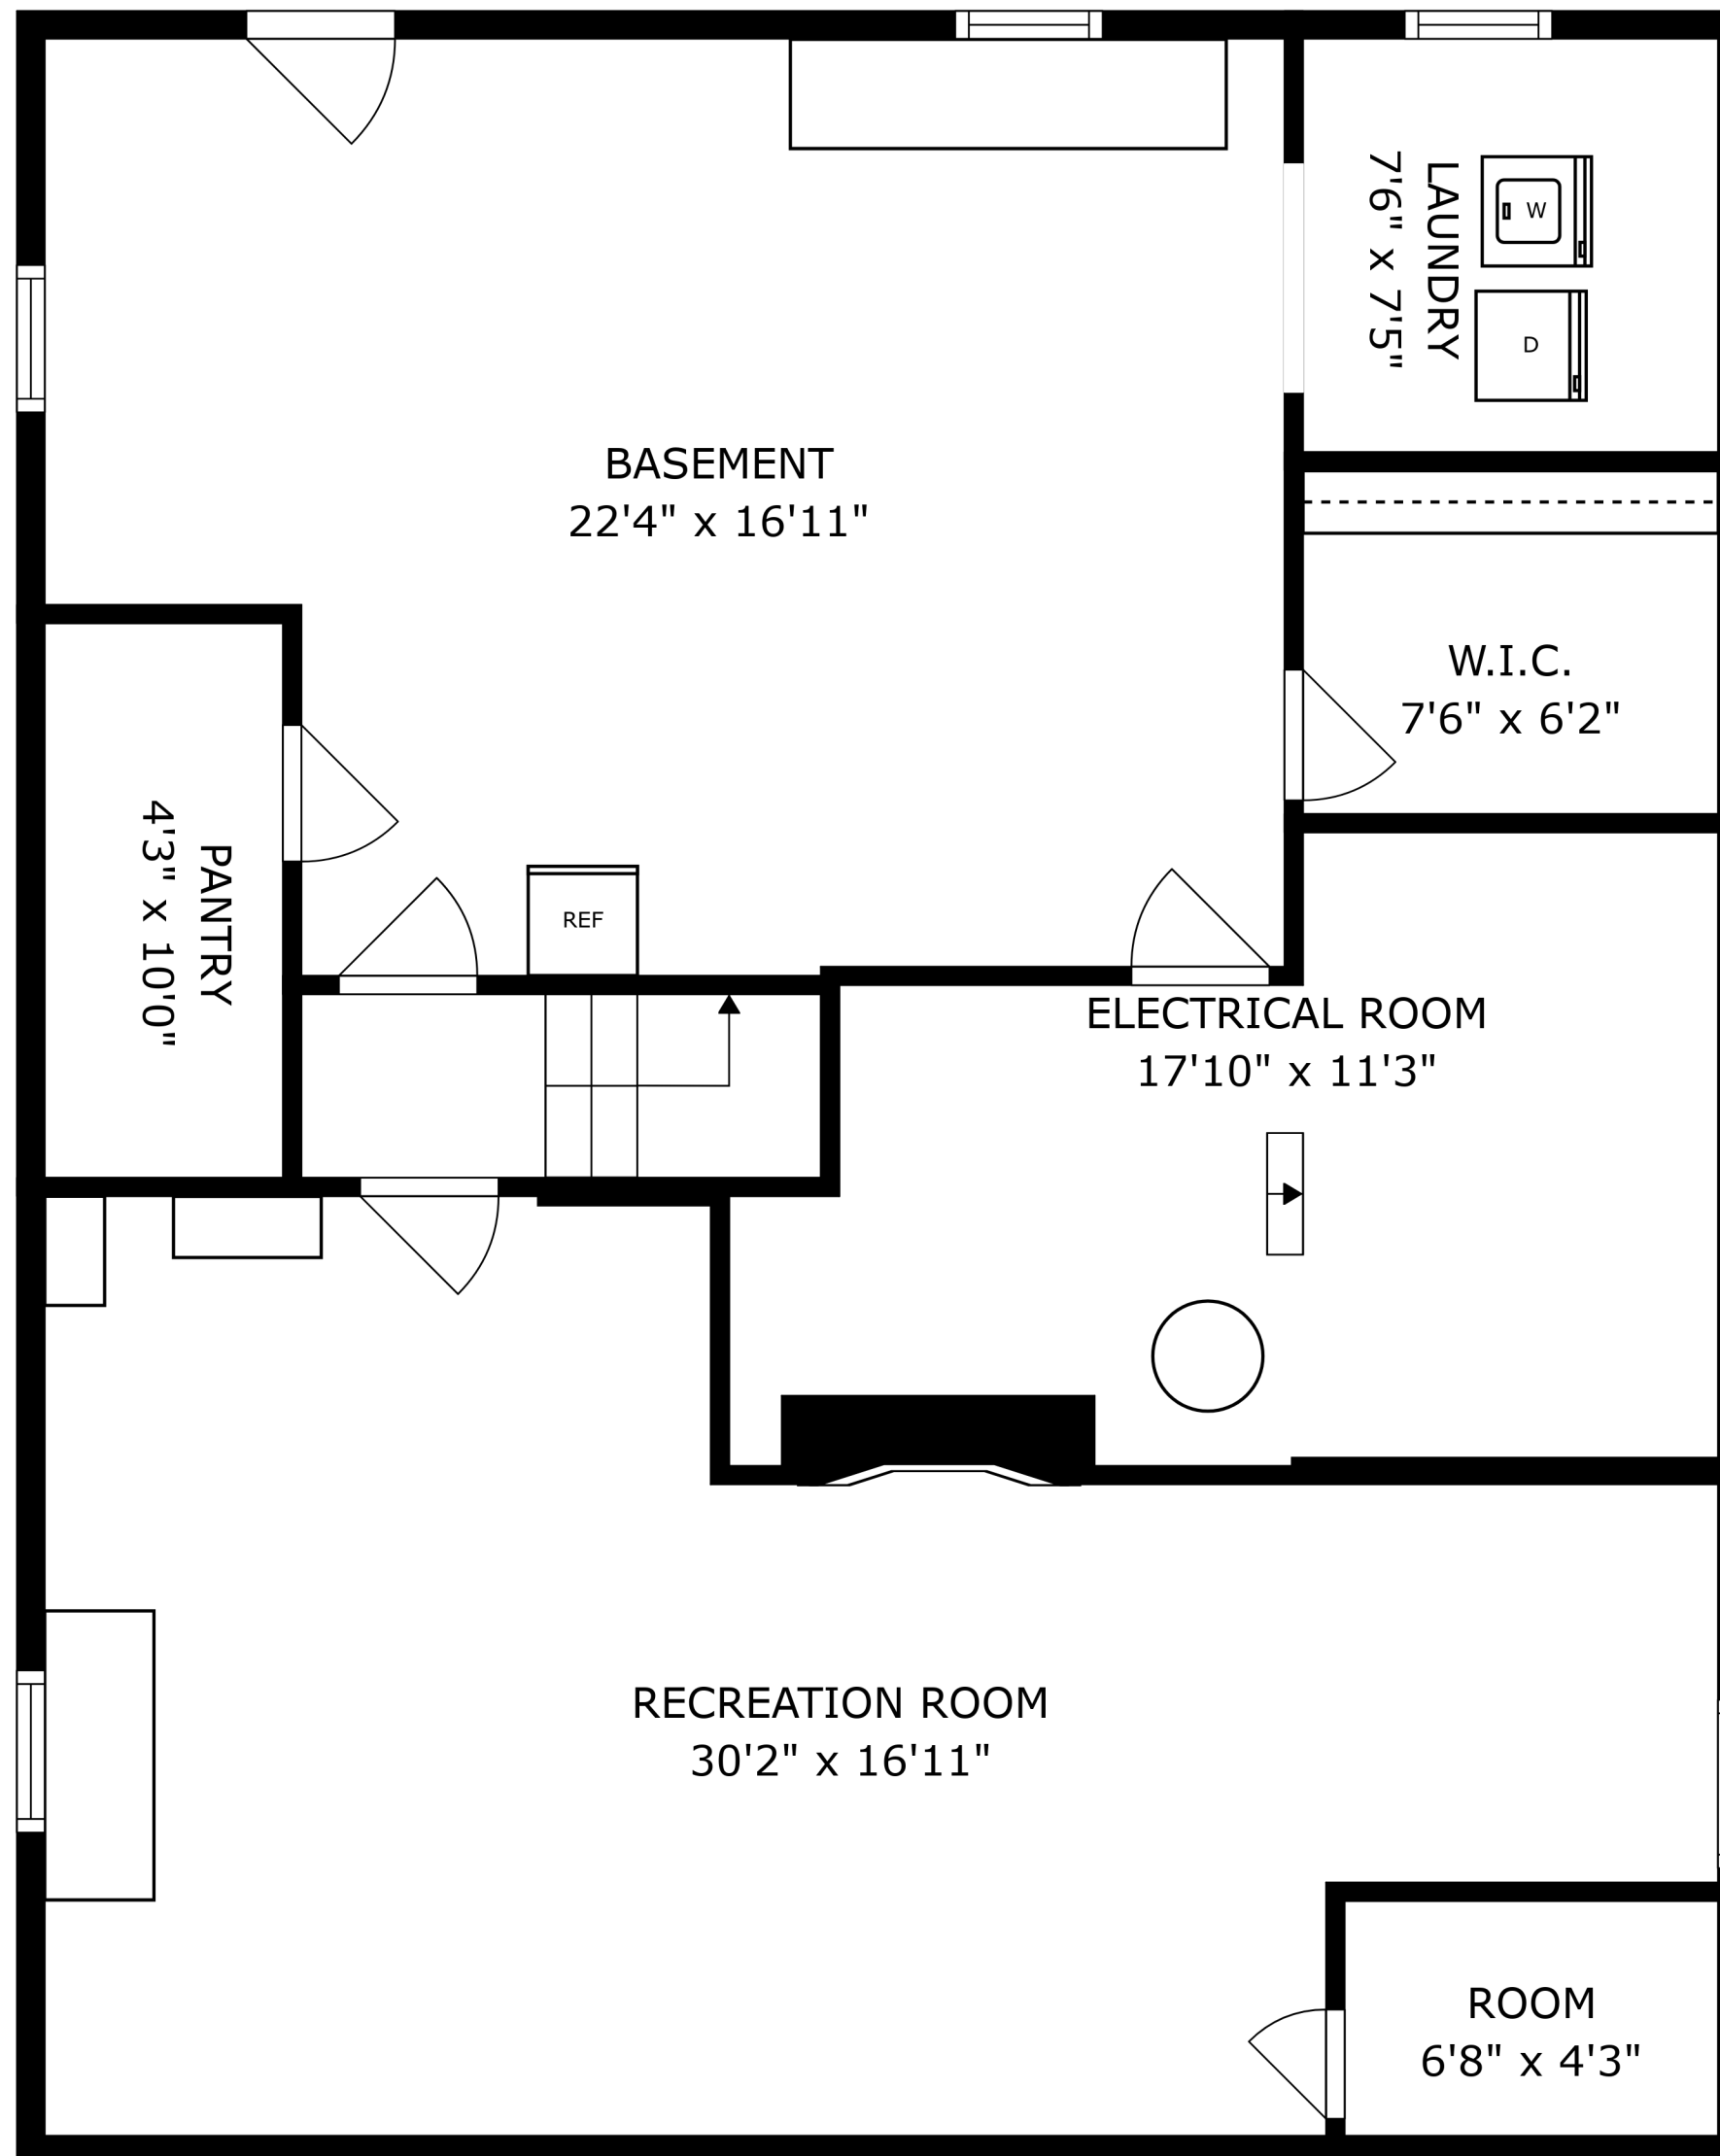 LAUNDRY
7'6" x 7'5"
W
D
BASEMENT
22'4" x 16'11"
W.I.C.
7'6" x 6'2"
PANTRY
4'3" x 10'0"
REF
ELECTRICAL ROOM
17'10" x 11'3"
RECREATION ROOM
30'2" x 16'11"
ROOM
6'8" x 4'3"